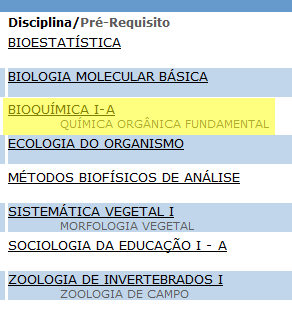 Disciplina/Pré-Requisito
BIOESTATÍSTICA
BIOLOGIA MOLECULAR BÁSICA
BIOQUÍMICA I-A
QUÍMICA ORGÂNICA FUNDAMENTAL
ECOLOGIA DO ORGANISMO
MÉTODOS BIOFÍSICOS DE ANÁLISE
SISTEMÁTICA VEGETAL I
MORFOLOGIA VEGETAL
SOCIOLOGIA DA EDUCAÇÃO I - A
ZOOLOGIA DE INVERTEBRADOS I
ZOOLOGIA DE CAMPO